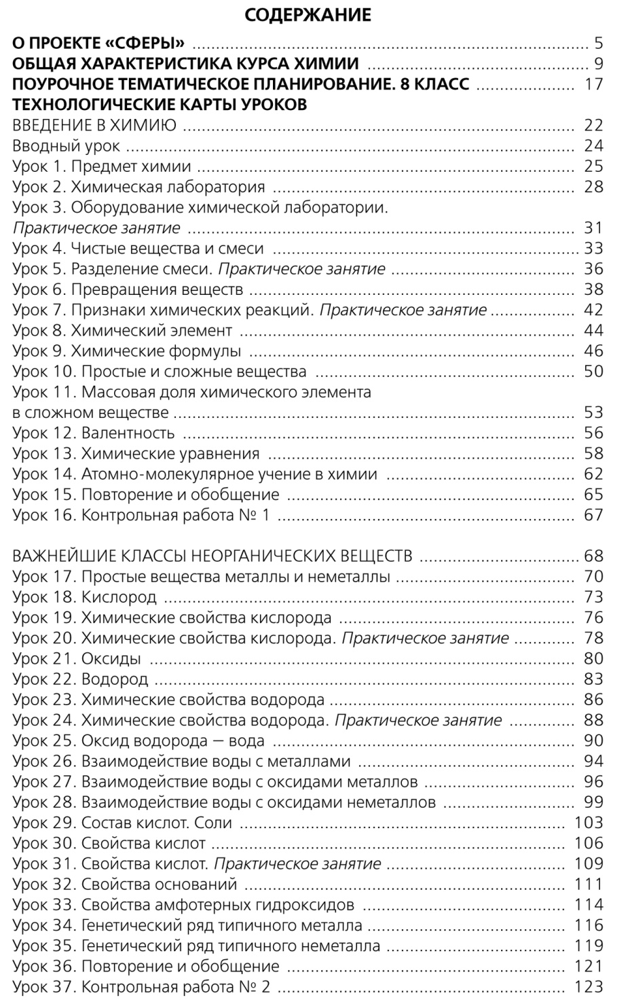 СОДЕРЖАНИЕ
О ПРОЕКТЕ «СФЕРЫ» ........ 5
ОБЩАЯ ХАРАКТЕРИСТИКА КУРСА ХИМИИ ........ 9
ПОУРОЧНОЕ ТЕМАТИЧЕСКОЕ ПЛАНИРОВАНИЕ. 8 КЛАСС ........ 17
ТЕХНОЛОГИЧЕСКИЕ КАРТЫ УРОКОВ
ВВЕДЕНИЕ В ХИМИЮ ........ 22
Вводный урок ........ 24
Урок 1. Предмет химии ........ 25
Урок 2. Химическая лаборатория ........ 28
Урок 3. Оборудование химической лаборатории.
Практическое занятие ........ 31
Урок 4. Чистые вещества и смеси ........ 33
Урок 5. Разделение смеси. Практическое занятие ........ 36
Урок 6. Превращения веществ ........ 38
Урок 7. Признаки химических реакций. Практическое занятие ........ 42
Урок 8. Химический элемент ........ 44
Урок 9. Химические формулы ........ 46
Урок 10. Простые и сложные вещества ........ 50
Урок 11. Массовая доля химического элемента
в сложном веществе ........ 53
Урок 12. Валентность ........ 56
Урок 13. Химические уравнения ........ 58
Урок 14. Атомно-молекулярное учение в химии ........ 62
Урок 15. Повторение и обобщение ........ 65
Урок 16. Контрольная работа № 1 ........ 67
ВАЖНЕЙШИЕ КЛАССЫ НЕОРГАНИЧЕСКИХ ВЕЩЕСТВ ........ 68
Урок 17. Простые вещества металлы и неметаллы ........ 70
Урок 18. Кислород ........ 73
Урок 19. Химические свойства кислорода ........ 76
Урок 20. Химические свойства кислорода. Практическое занятие ........ 78
Урок 21. Оксиды ........ 80
Урок 22. Водород ........ 83
Урок 23. Химические свойства водорода ........ 86
Урок 24. Химические свойства водорода. Практическое занятие ........ 88
Урок 25. Оксид водорода — вода ........ 90
Урок 26. Взаимодействие воды с металлами ........ 94
Урок 27. Взаимодействие воды с оксидами металлов ........ 96
Урок 28. Взаимодействие воды с оксидами неметаллов ........ 99
Урок 29. Состав кислот. Соли ........ 103
Урок 30. Свойства кислот ........ 106
Урок 31. Свойства кислот. Практическое занятие ........ 109
Урок 32. Свойства оснований ........ 111
Урок 33. Свойства амфотерных гидроксидов ........ 114
Урок 34. Генетический ряд типичного металла ........ 116
Урок 35. Генетический ряд типичного неметалла ........ 119
Урок 36. Повторение и обобщение ........ 121
Урок 37. Контрольная работа № 2 ........ 123